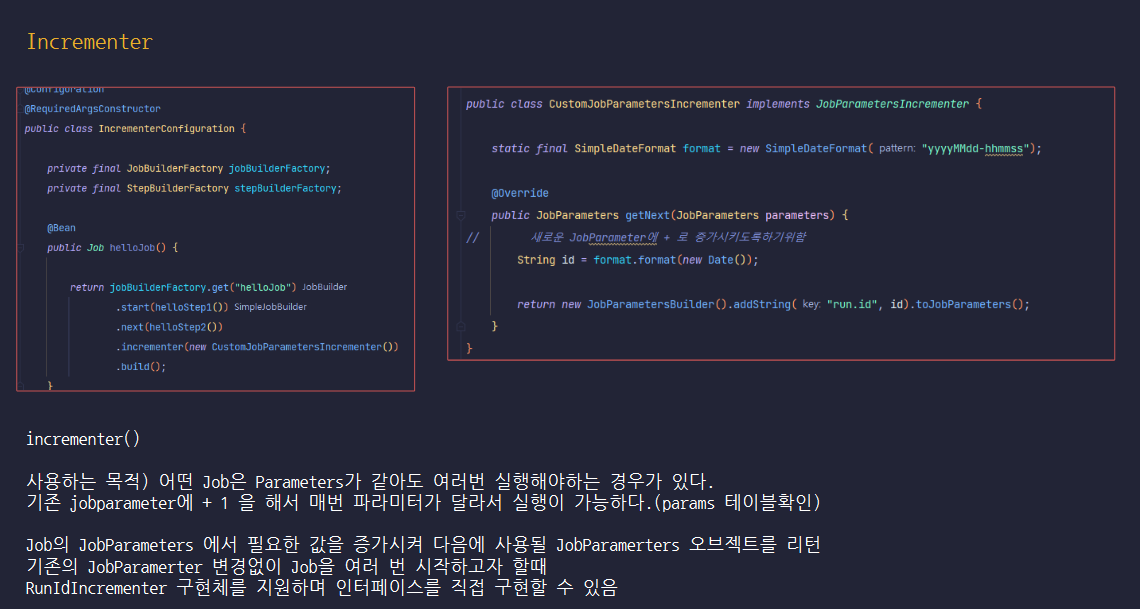 Incrementer
@Configuration
@RequiredArgsConstructor
public class IncrementerConfiguration {
private final JobBuilderFactory jobBuilderFactory;
private final StepBuilderFactory stepBuilderFactory;
@Bean
public Job helloJob() {
return jobBuilderFactory.get("helloJob") JobBuilder
.start(helloStep1()) SimpleJobBuilder
.next(helloStep2())
.incrementer(new CustomJobParametersIncrementer())
.build();
}
public class CustomJobParametersIncrementer implements JobParametersIncrementer {
static final SimpleDateFormat format = new SimpleDateFormat( pattern: "yyyyMMdd-hhmmss");
@Override
public JobParameters getNext(JobParameters parameters) {
// 새로운 JobParameter에 + 로 증가시키도록하기위함
String id = format.format(new Date());
return new JobParametersBuilder().addString( key: "run.id", id).toJobParameters();
}
}
incrementer()
사용하는 목적) 어떤 Job은 Parameters가 같아도 여러번 실행해야하는 경우가 있다.
기존 jobparameter에 + 1 을 해서 매번 파라미터가 달라서 실행이 가능하다.(params 테이블확인)
Job의 JobParameters 에서 필요한 값을 증가시켜 다음에 사용될 JobParamerters 오브젝트를 리턴
기존의 JobParamerter 변경없이 Job을 여러 번 시작하고자 할때
RunIdIncrementer 구현체를 지원하며 인터페이스를 직접 구현할 수 있음